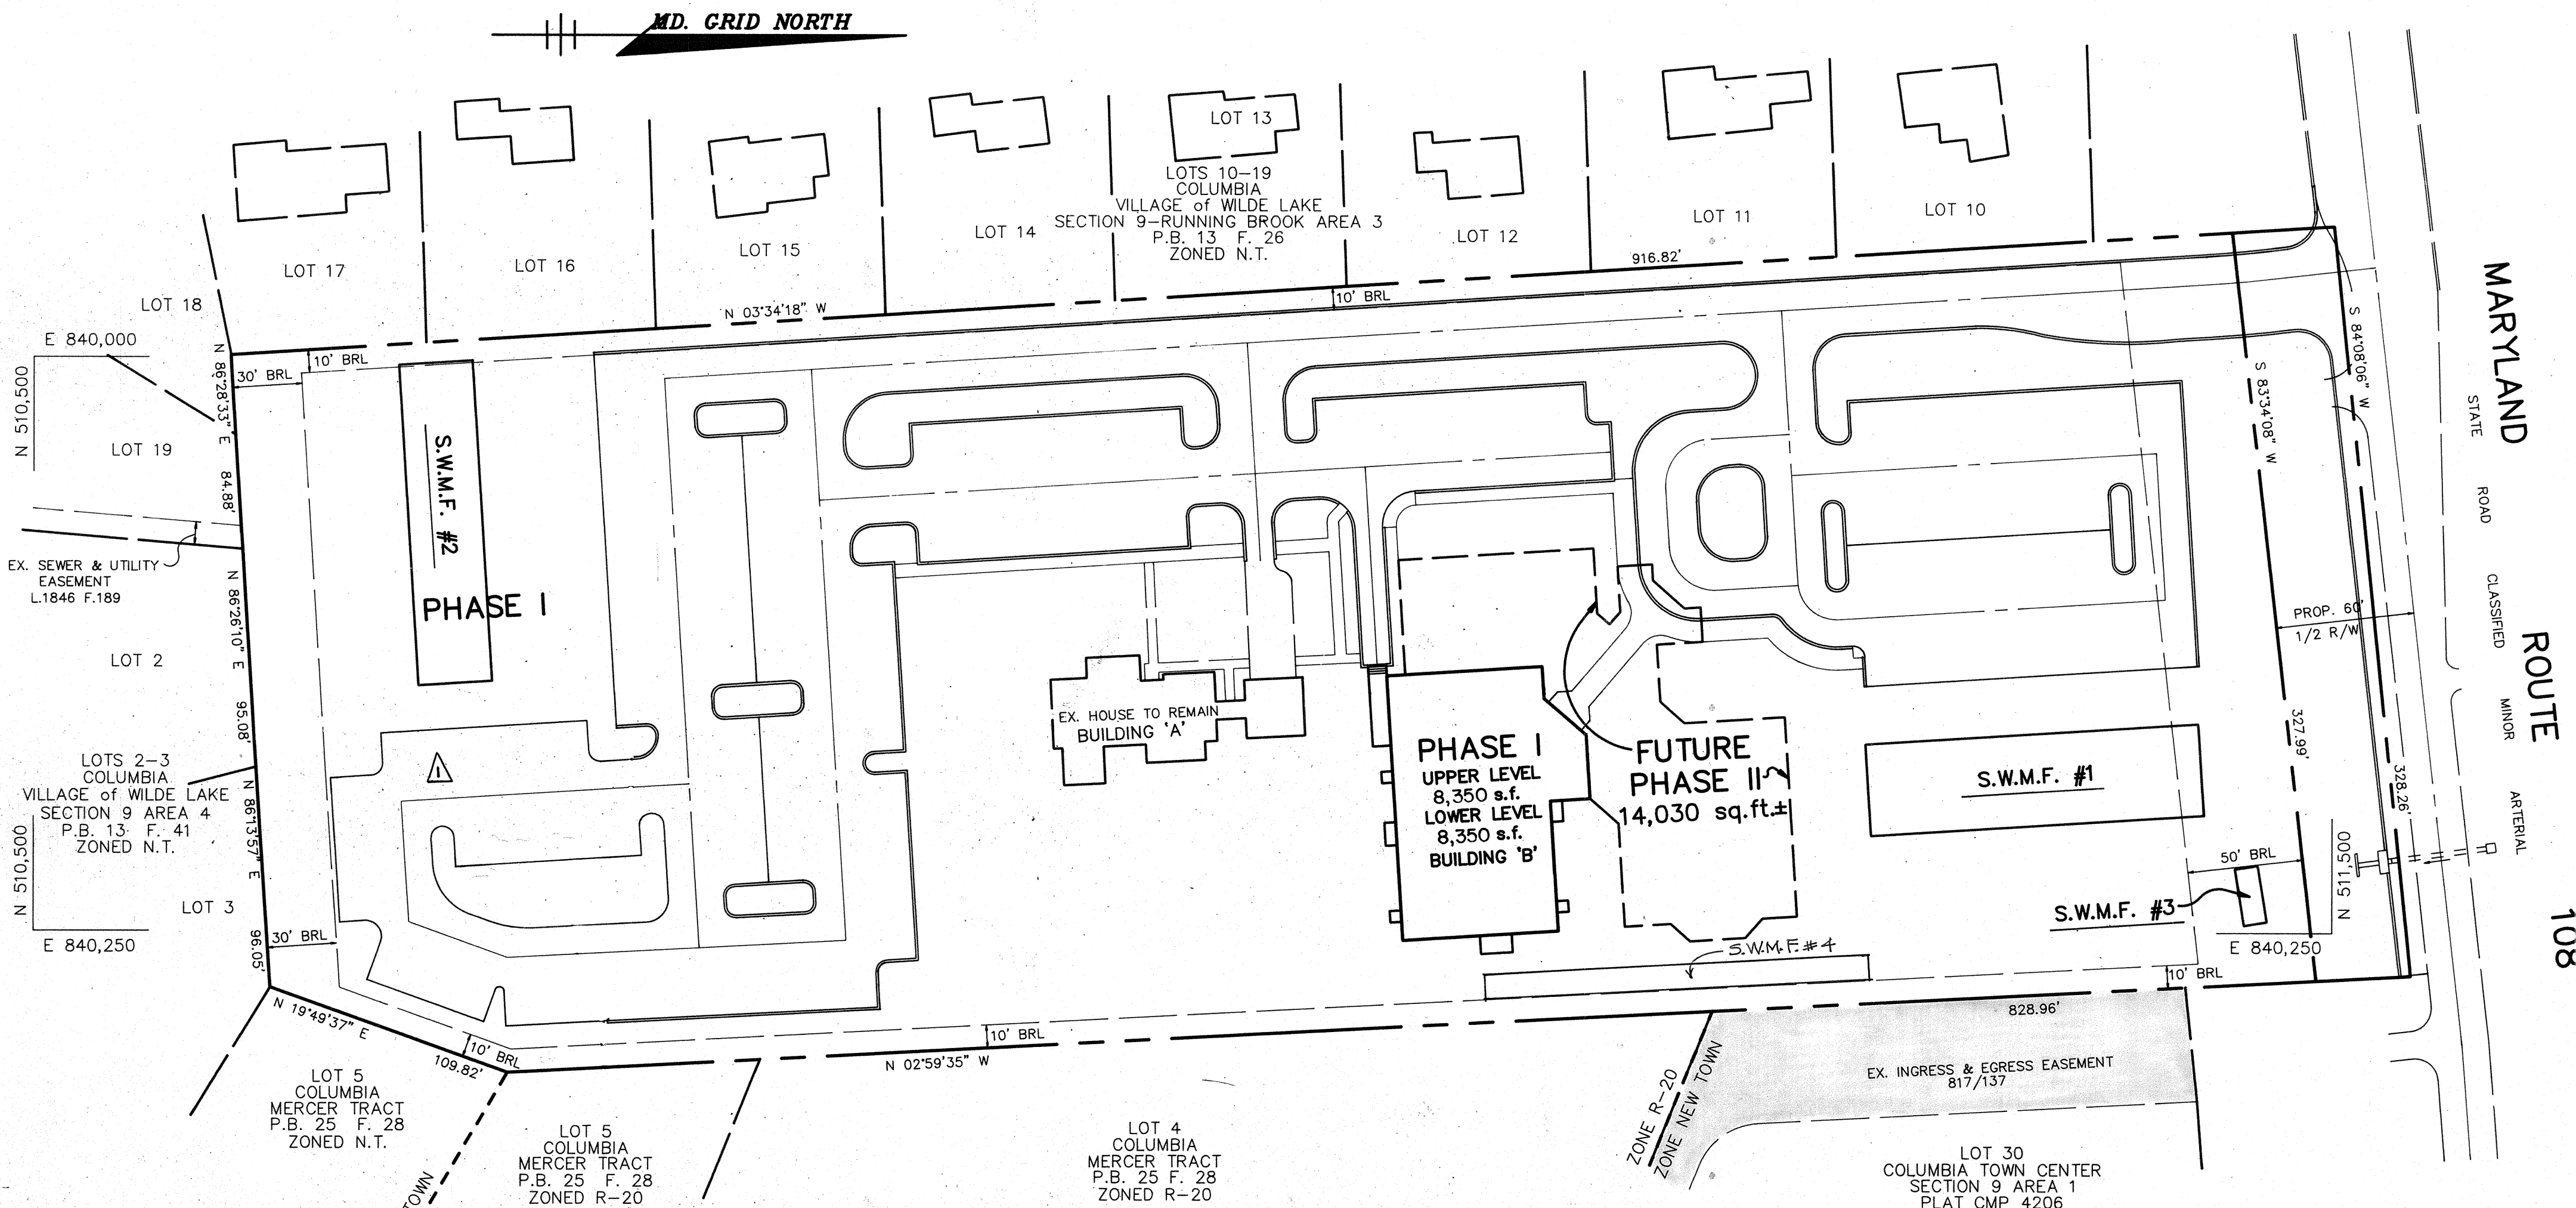 MD. GRID NORTH
LOT 13
LOTS 10-19
COLUMBIA
VILLAGE of WILDE LAKE
SECTION 9-RUNNING BROOK AREA 3
P.B. 13 F. 26
ZONED N.T.
LOT 18
LOT 17
LOT 16
LOT 15
LOT 14
LOT 12
LOT 11
LOT 10
N 03°34'18" W
916.82'
10' BRL
E 840,000
N 510,500
10' BRL
30' BRL
N 86°28'33" E
84.88'
LOT 19
S.W.M.F. #2
PHASE I
EX. SEWER & UTILITY
EASEMENT
L.1846 F.189
N 86°26'10" E
95.08'
LOT 2
LOTS 2-3
COLUMBIA
VILLAGE of WILDE LAKE
SECTION 9 AREA 4
P.B. 13 F. 41
ZONED N.T.
N 86°13'57" E
96.05'
LOT 3
N 510,500
E 840,250
30' BRL
1
EX. HOUSE TO REMAIN
BUILDING 'A'
PHASE I
UPPER LEVEL
8,350 s.f.
LOWER LEVEL
8,350 s.f.
BUILDING 'B'
FUTURE
PHASE II
14,030 sq.ft.±
S.W.M.F. #1
S.W.M.F. #3
S.W.M.F. #4
50' BRL
N 511,500
E 840,250
10' BRL
S 84°08'06" W
S 83°34'08" W
PROP. 60'
1/2 R/W
327.99'
328.26'
MARYLAND ROUTE 108
STATE ROAD CLASSIFIED MINOR ARTERIAL
N 19°49'37" E
109.82'
10' BRL
10' BRL
N 02°59'35" W
828.96'
LOT 5
COLUMBIA
MERCER TRACT
P.B. 25 F. 28
ZONED N.T.
TOWN
LOT 5
COLUMBIA
MERCER TRACT
P.B. 25 F. 28
ZONED R-20
LOT 4
COLUMBIA
MERCER TRACT
P.B. 25 F. 28
ZONED R-20
ZONE R-20
ZONE NEW TOWN
EX. INGRESS & EGRESS EASEMENT
817/137
LOT 30
COLUMBIA TOWN CENTER
SECTION 9 AREA 1
PLAT CMP 4206